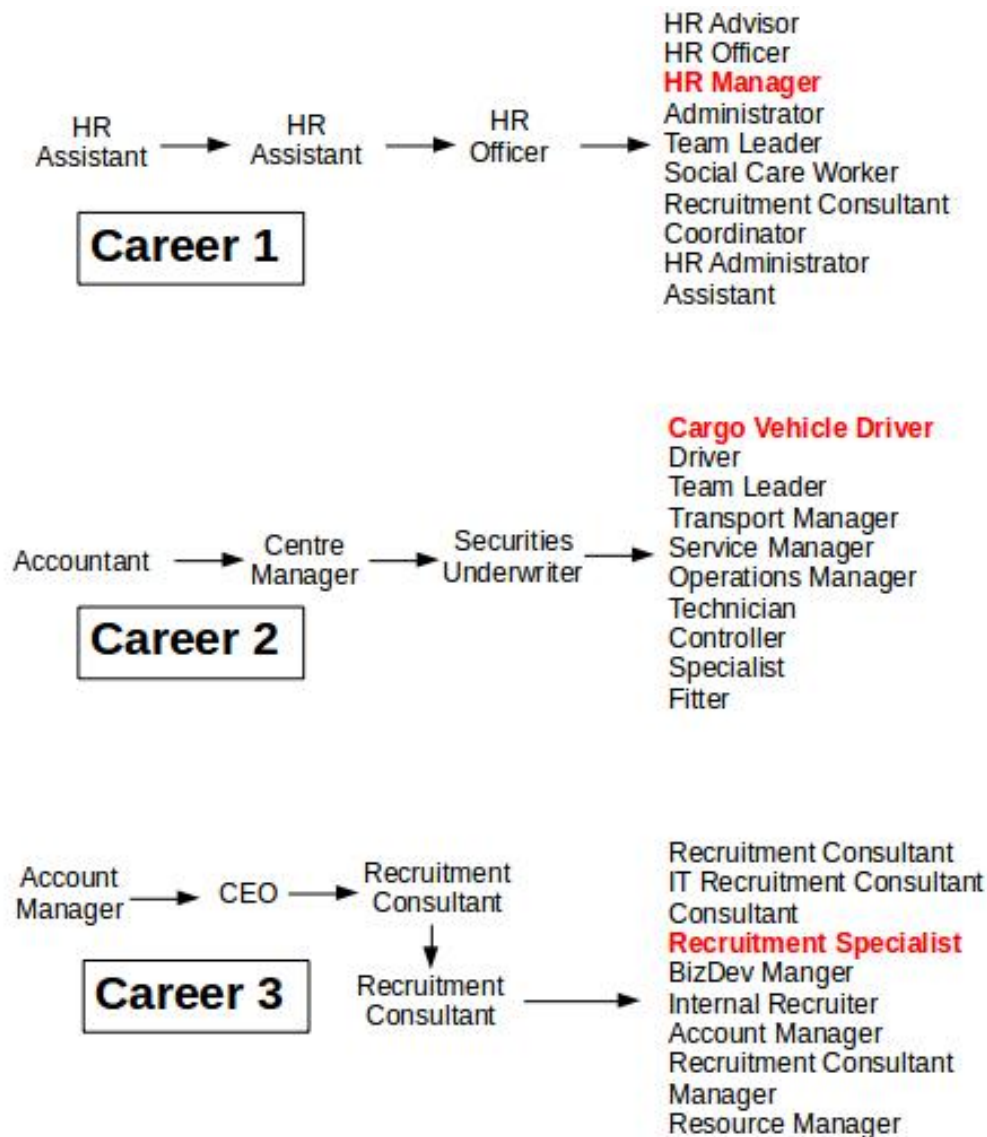 HR
Assistant
HR
Assistant
HR
Officer
HR Advisor
HR Officer
HR Manager
Administrator
Team Leader
Social Care Worker
Recruitment Consultant
Coordinator
HR Administrator
Assistant
Career 1
Accountant
Centre
Manager
Securities
Underwriter
Cargo Vehicle Driver
Driver
Team Leader
Transport Manager
Service Manager
Operations Manager
Technician
Controller
Specialist
Fitter
Career 2
Account
Manager
CEO
Recruitment
Consultant
Recruitment
Consultant
Recruitment Consultant
IT Recruitment Consultant
Consultant
Recruitment Specialist
BizDev Manger
Internal Recruiter
Account Manager
Recruitment Consultant
Manager
Resource Manager
Career 3